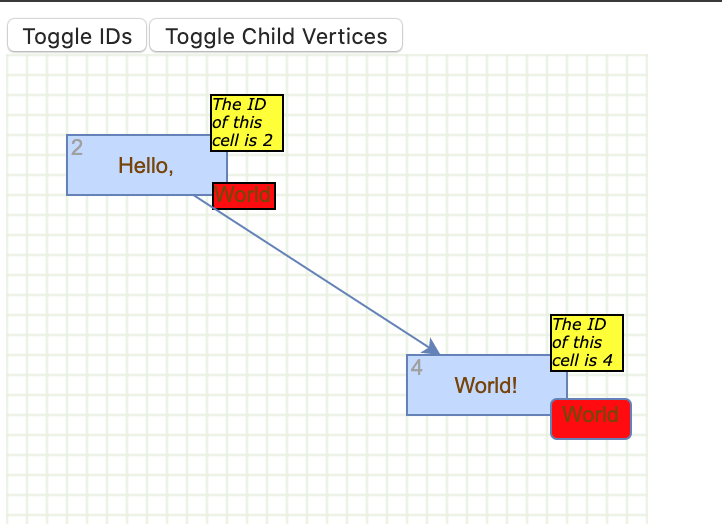 Toggle IDs
Toggle Child Vertices
The ID
of this
cell is 2
2
Hello,
World
The ID
of this
cell is 4
4
World!
World